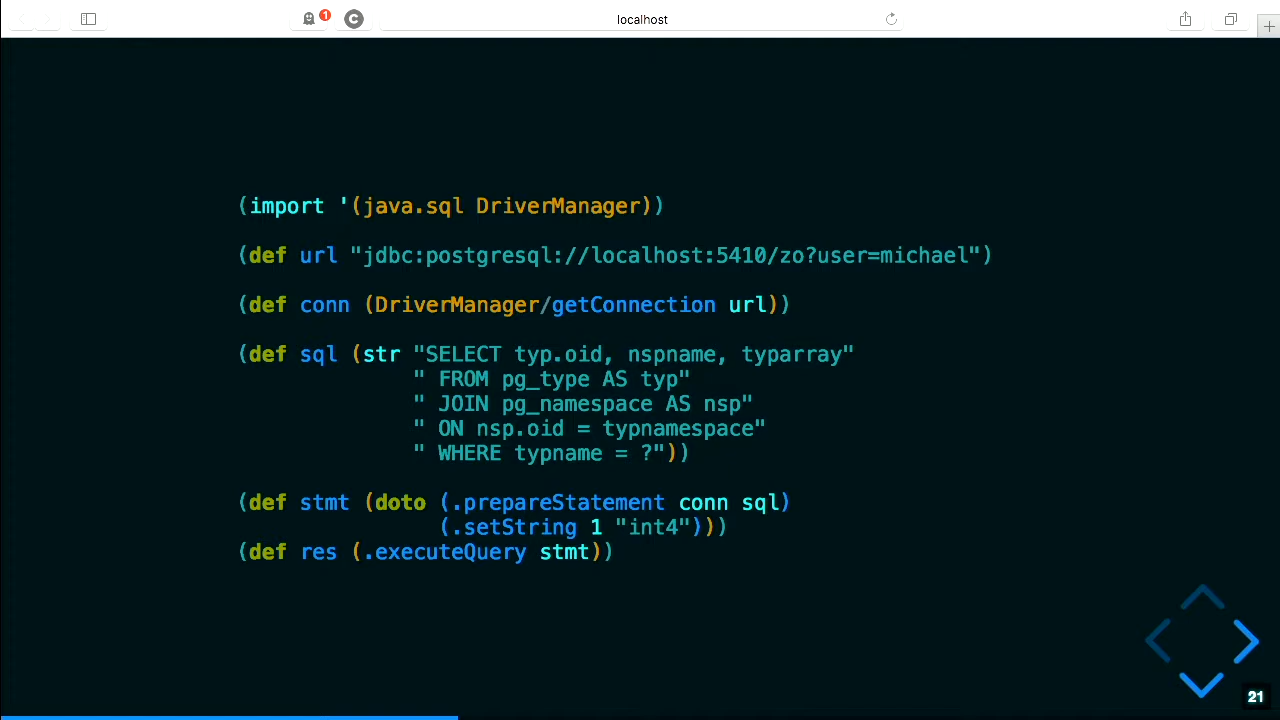 1
C
localhost
(import '(java.sql DriverManager))
(def url "jdbc:postgresql://localhost:5410/zo?user=michael")
(def conn (DriverManager/getConnection url))
(def sql (str "SELECT typ.oid, nspname, typarray"
" FROM pg_type AS typ"
" JOIN pg_namespace AS nsp"
" ON nsp.oid = typnamespace"
" WHERE typname = ?"))
(def stmt (doto (.prepareStatement conn sql)
(.setString 1 "int4")))
(def res (.executeQuery stmt))
21